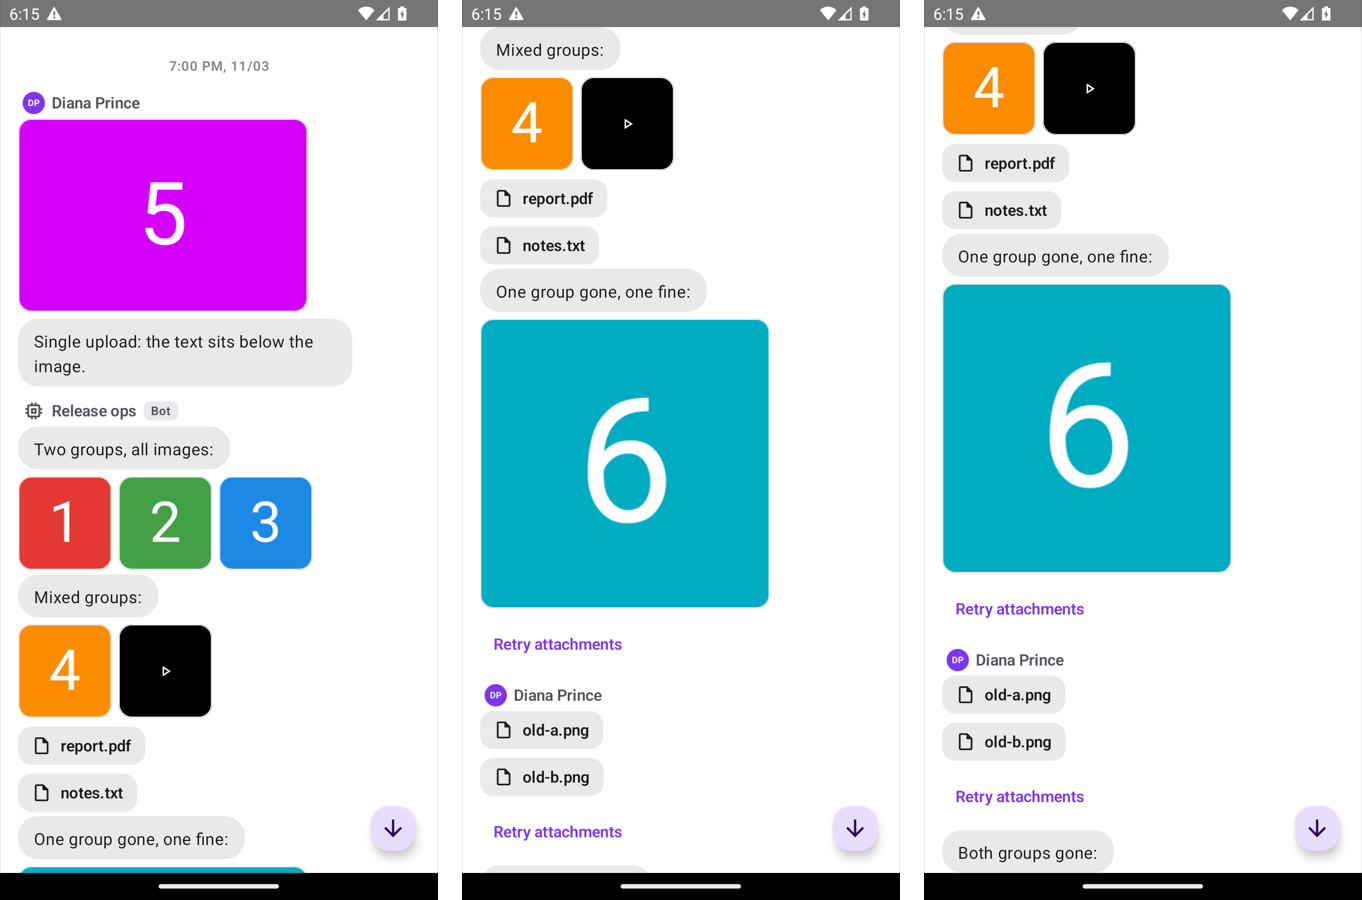 6:15
7:00 PM, 11/03
DP Diana Prince
5
Single upload: the text sits below the
image.
Release ops Bot
Two groups, all images:
1 2 3
Mixed groups:
4
report.pdf
notes.txt
One group gone, one fine:
6:15
Mixed groups:
4
report.pdf
notes.txt
One group gone, one fine:
6
Retry attachments
DP Diana Prince
old-a.png
old-b.png
Retry attachments
6:15
4
report.pdf
notes.txt
One group gone, one fine:
6
Retry attachments
DP Diana Prince
old-a.png
old-b.png
Retry attachments
Both groups gone: